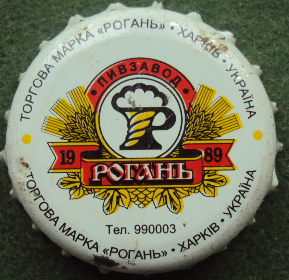 ТОРГОВА МАРКА «РОГАНЬ» • ХАРКІВ • УКРАЇНА
• ПИВЗАВОД •
19 89
РОГАНЬ
Тел. 990003
ТОРГОВА МАРКА «РОГАНЬ» • ХАРКІВ • УКРАЇНА